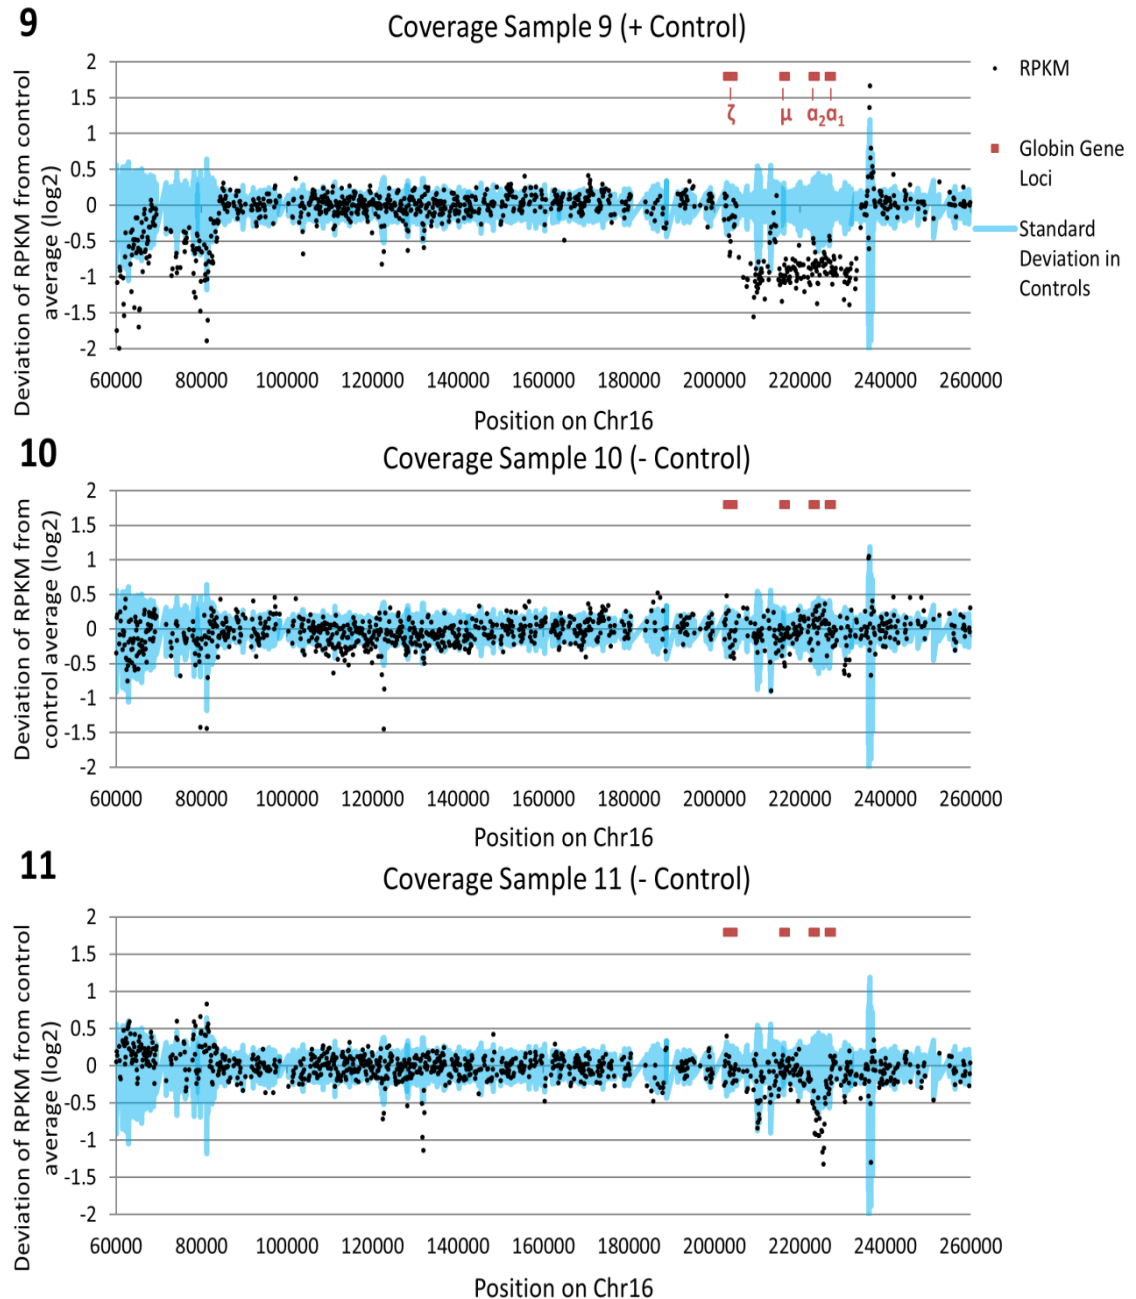 9
Coverage Sample 9 (+ Control)
Deviation of RPKM from control
average (log2)
2
1.5
1
0.5
0
-0.5
-1
-1.5
-2
ζ
μ
α2
α1
RPKM
Globin Gene
Loci
Standard
Deviation in
Controls
60000 80000 100000 120000 140000 160000 180000 200000 220000 240000 260000
Position on Chr16
10
Coverage Sample 10 (- Control)
Deviation of RPKM from
control average (log2)
2
1.5
1
0.5
0
-0.5
-1
-1.5
-2
60000 80000 100000 120000 140000 160000 180000 200000 220000 240000 260000
Position on Chr16
11
Coverage Sample 11 (- Control)
Deviation of RPKM from control
average (log2)
2
1.5
1
0.5
0
-0.5
-1
-1.5
-2
60000 80000 100000 120000 140000 160000 180000 200000 220000 240000 260000
Position on Chr16